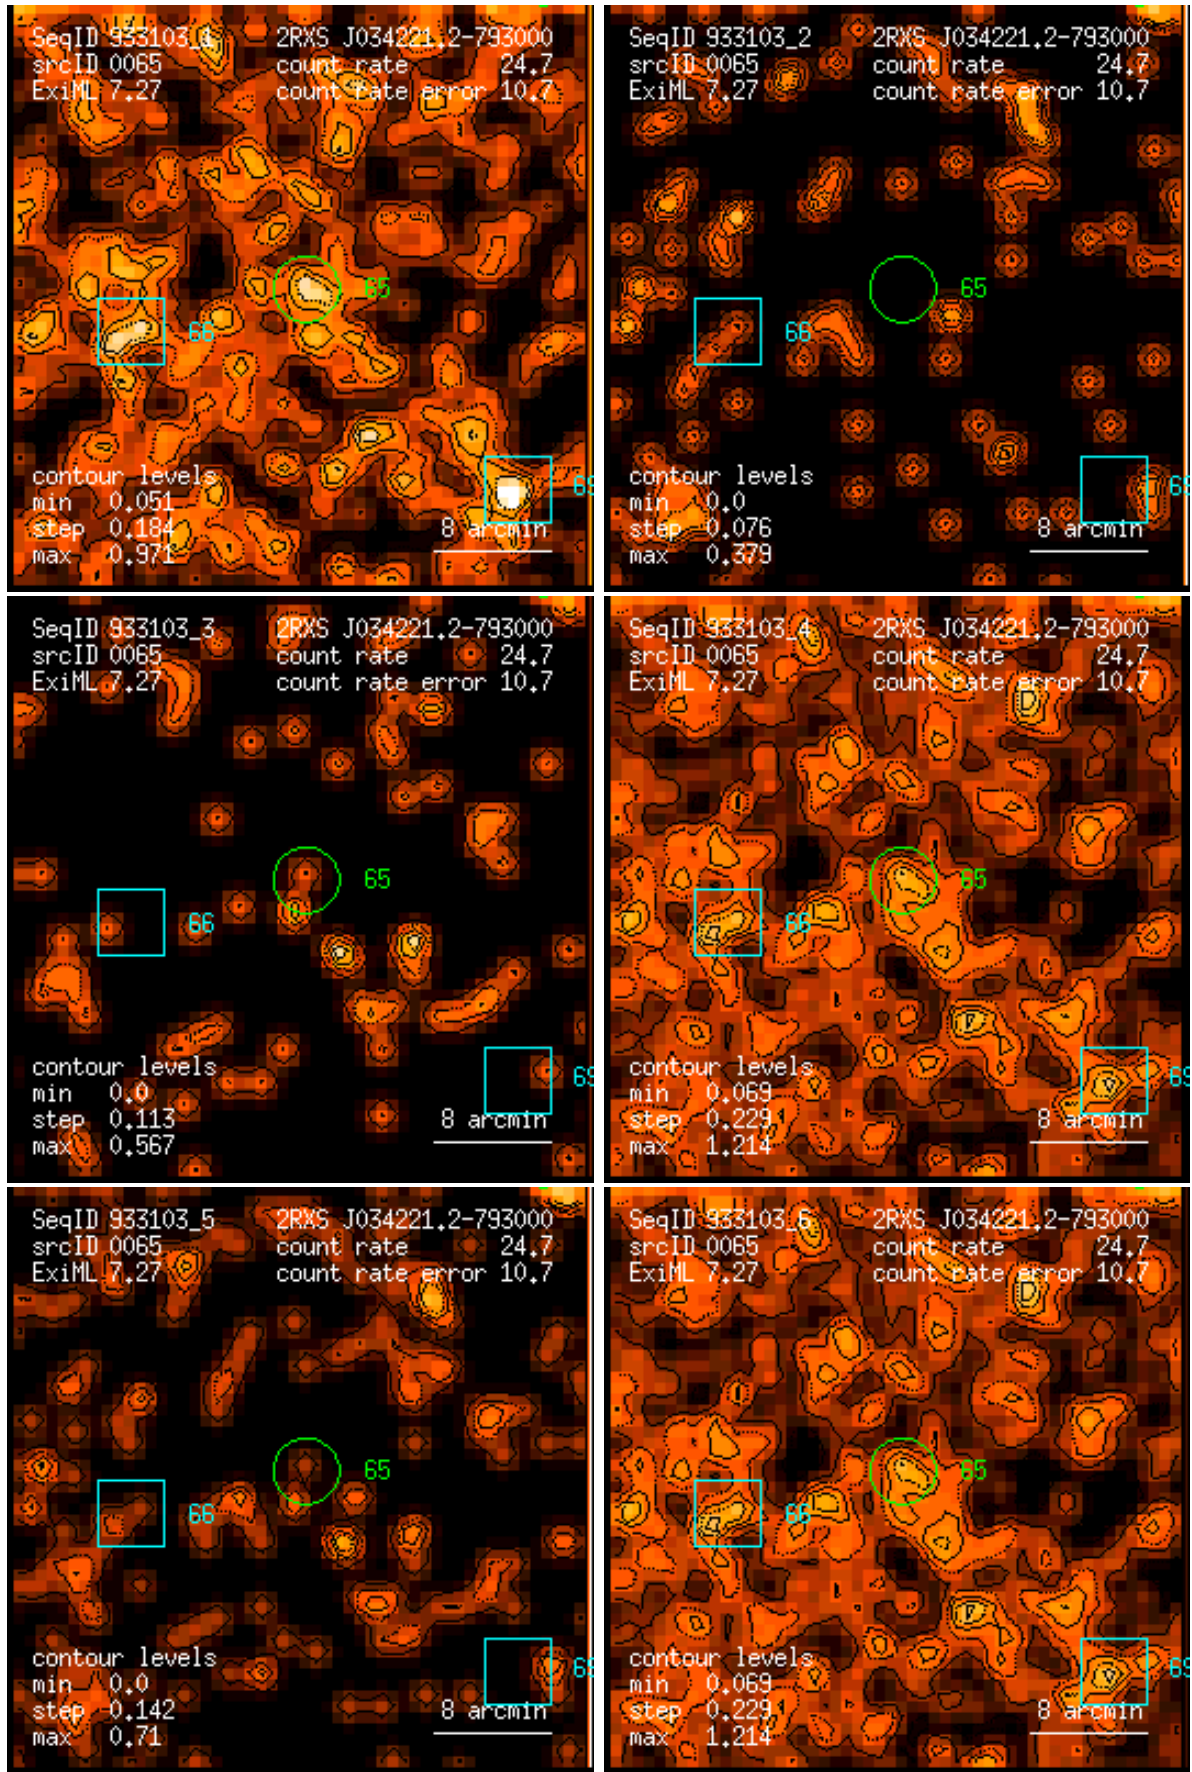 SeqID 933103_1 2RXS J034221.2-793000
srcID 0065 count rate 24.7
ExiML 7.27 count rate error 10.7
65
66
contour levels
min 0.051
step 0.184 8 arcmin
max 0.971
SeqID 933103_2 2RXS J034221.2-793000
srcID 0065 count rate 24.7
ExiML 7.27 count rate error 10.7
65
66
contour levels
min 0.0
step 0.076 8 arcmin
max 0.379
SeqID 933103_3 2RXS J034221.2-793000
srcID 0065 count rate 24.7
ExiML 7.27 count rate error 10.7
65
66
contour levels
min 0.0
step 0.113 8 arcmin
max 0.567
SeqID 933103_4 2RXS J034221.2-793000
srcID 0065 count rate 24.7
ExiML 7.27 count rate error 10.7
65
66
contour levels
min 0.069
step 0.229 8 arcmin
max 1.214
SeqID 933103_5 2RXS J034221.2-793000
srcID 0065 count rate 24.7
ExiML 7.27 count rate error 10.7
65
66
contour levels
min 0.0
step 0.142 8 arcmin
max 0.71
SeqID 933103_6 2RXS J034221.2-793000
srcID 0065 count rate 24.7
ExiML 7.27 count rate error 10.7
65
66
contour levels
min 0.069
step 0.229 8 arcmin
max 1.214